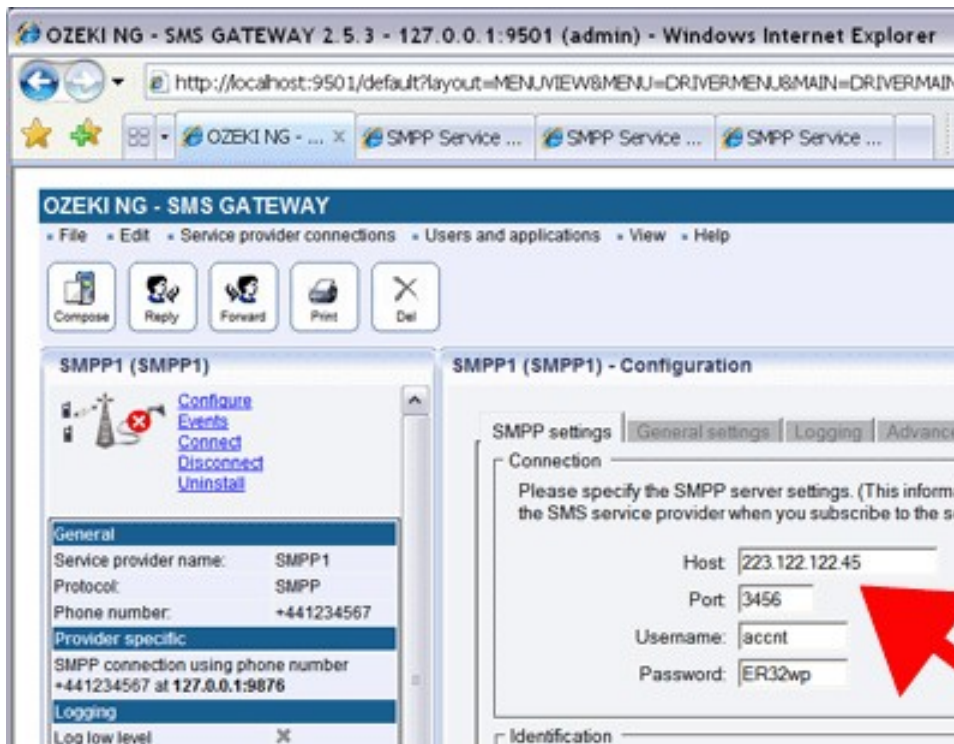 OZEKI NG - SMS GATEWAY 2.5.3 - 127.0.0.1:9501 (admin) - Windows Internet Explorer
http://localhost:9501/default?layout=MENUVIEW&MENU=DRIVERMENU&MAIN=DRIVERMAIN
OZEKI NG - ... SMPP Service ... SMPP Service ... SMPP Service ...
OZEKI NG - SMS GATEWAY
File Edit Service provider connections Users and applications View Help
Compose Reply Forward Print Del
SMPP1 (SMPP1)
Configure
Events
Connect
Disconnect
Uninstall
General
Service provider name: SMPP1
Protocol: SMPP
Phone number: +441234567
Provider specific
SMPP connection using phone number
+441234567 at 127.0.0.1:9876
Logging
Log low level
SMPP1 (SMPP1) - Configuration
SMPP settings General settings Logging Advance
Connection
Please specify the SMPP server settings. (This inform
the SMS service provider when you subscribe to the s
Host 223.122.122.45
Port 3456
Username: accnt
Password: ER32wp
Identification